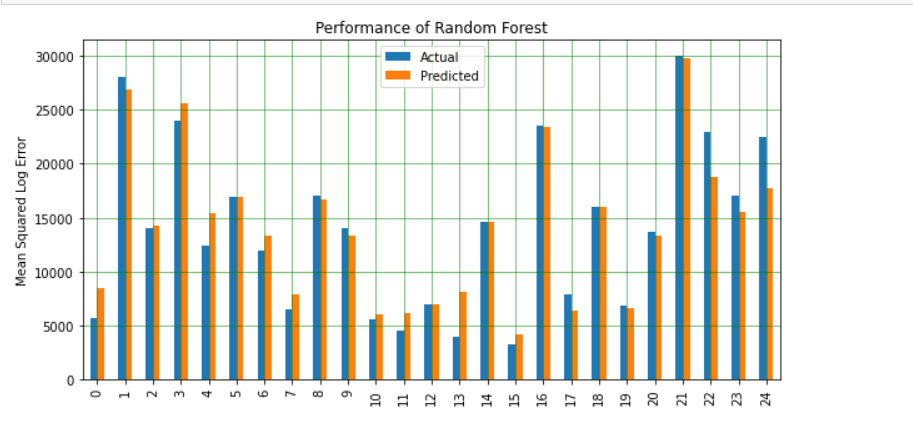 Performance of Random Forest
Actual
Predicted
Mean Squared Log Error
30000
25000
20000
15000
10000
5000
0
0 1 2 3 4 5 6 7 8 9 10 11 12 13 14 15 16 17 18 19 20 21 22 23 24